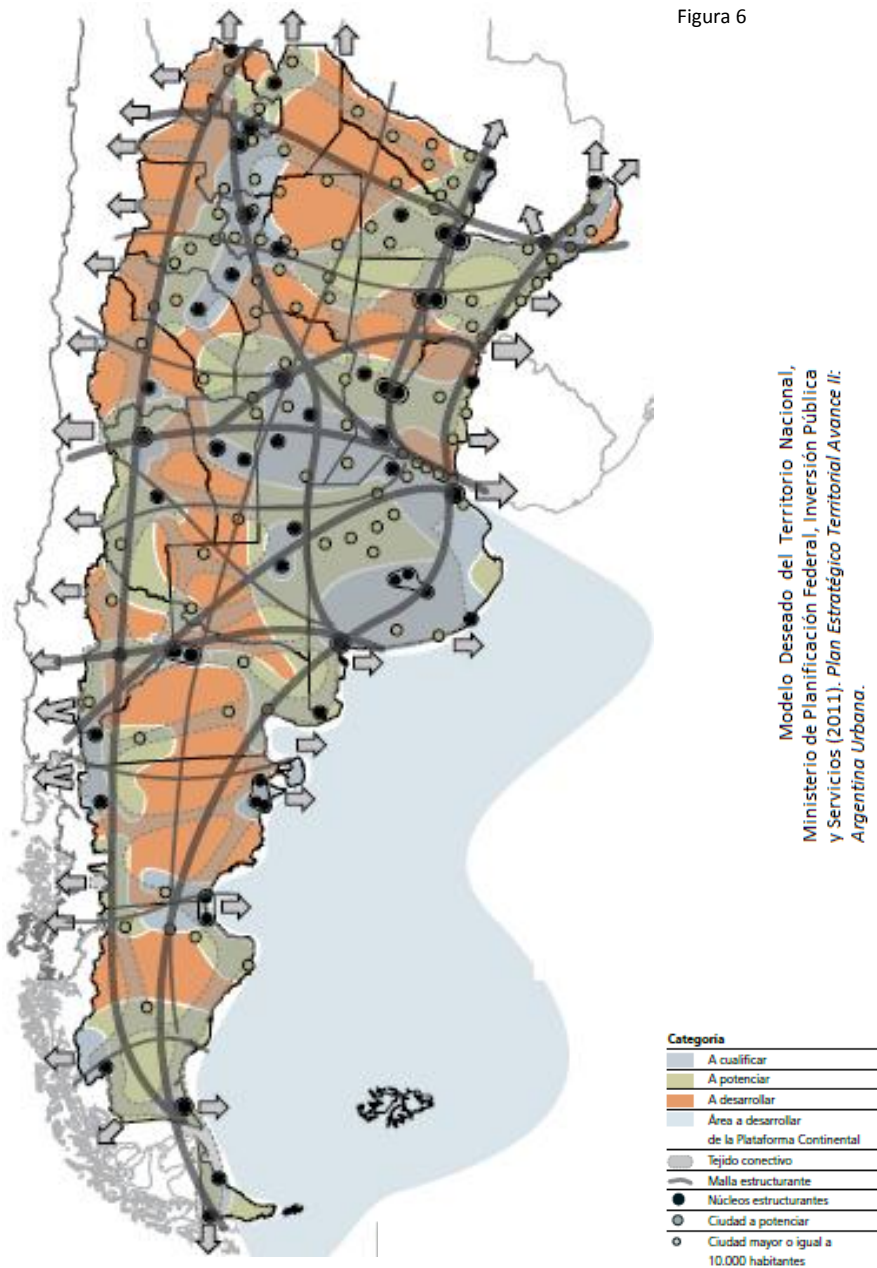 Figura 6
Modelo Deseado del Territorio Nacional,
Ministerio de Planificación Federal, Inversión Pública
y Servicios (2011). Plan Estratégico Territorial Avance II:
Argentina Urbana.
Categoría
A cualificar
A potenciar
A desarrollar
Área a desarrollar
de la Plataforma Continental
Tejido conectivo
Malla estructurante
Núcleos estructurantes
Ciudad a potenciar
Ciudad mayor o igual a
10.000 habitantes